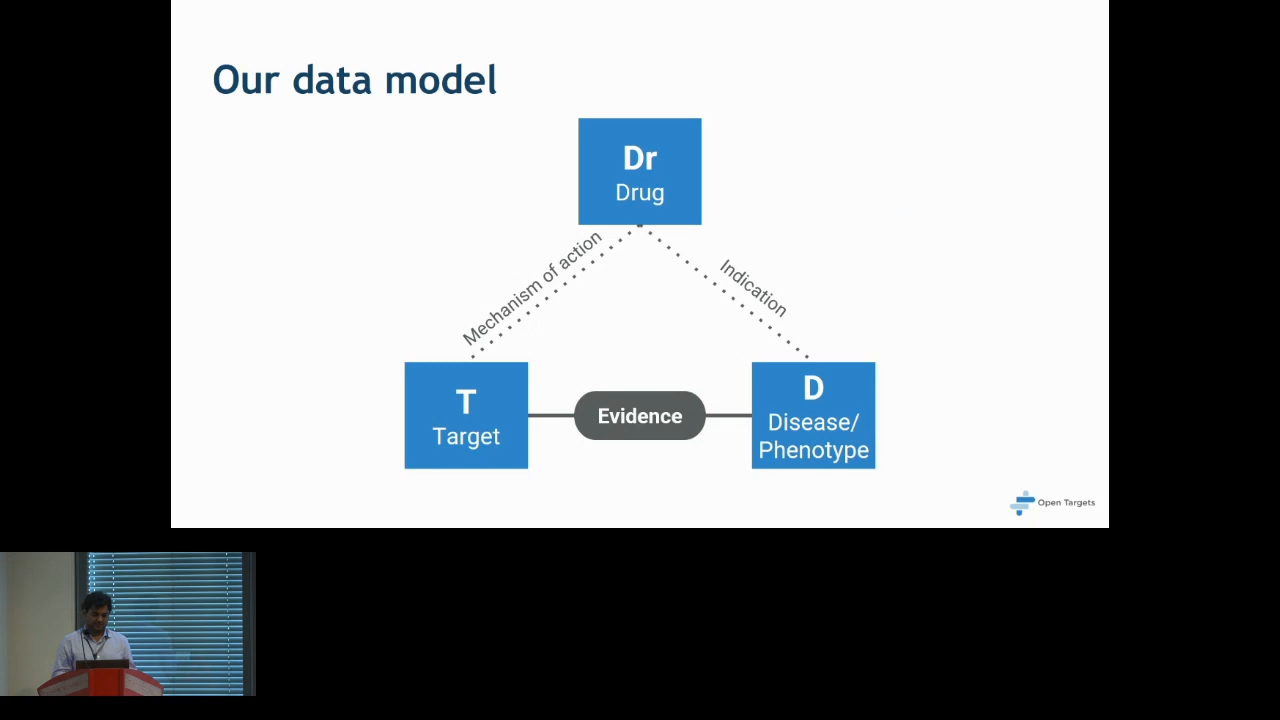 Our data model
Dr
Drug
Mechanism of action
Indication
T
Target
Evidence
D
Disease/
Phenotype
Open Targets